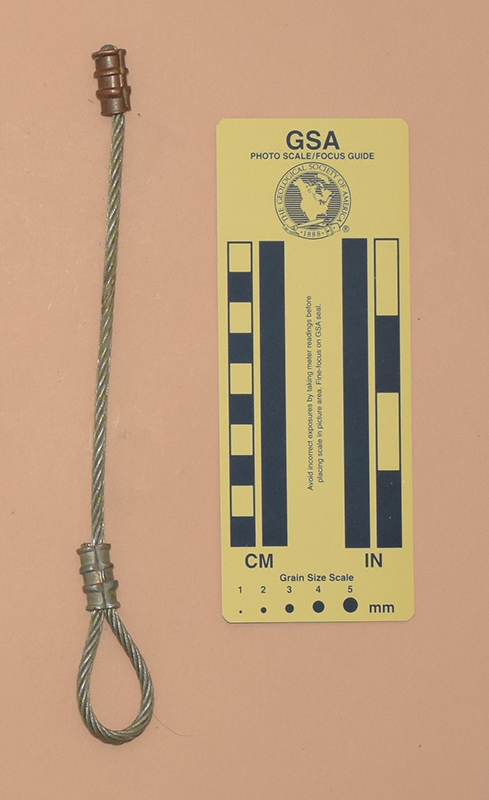 GSA
PHOTO SCALE/FOCUS GUIDE
THE GEOLOGICAL SOCIETY OF AMERICA
1888
®
Avoid incorrect exposures by taking meter readings before
placing scale in picture area. Fine-focus on GSA seal.
CM
IN
Grain Size Scale
1 2 3 4 5
mm